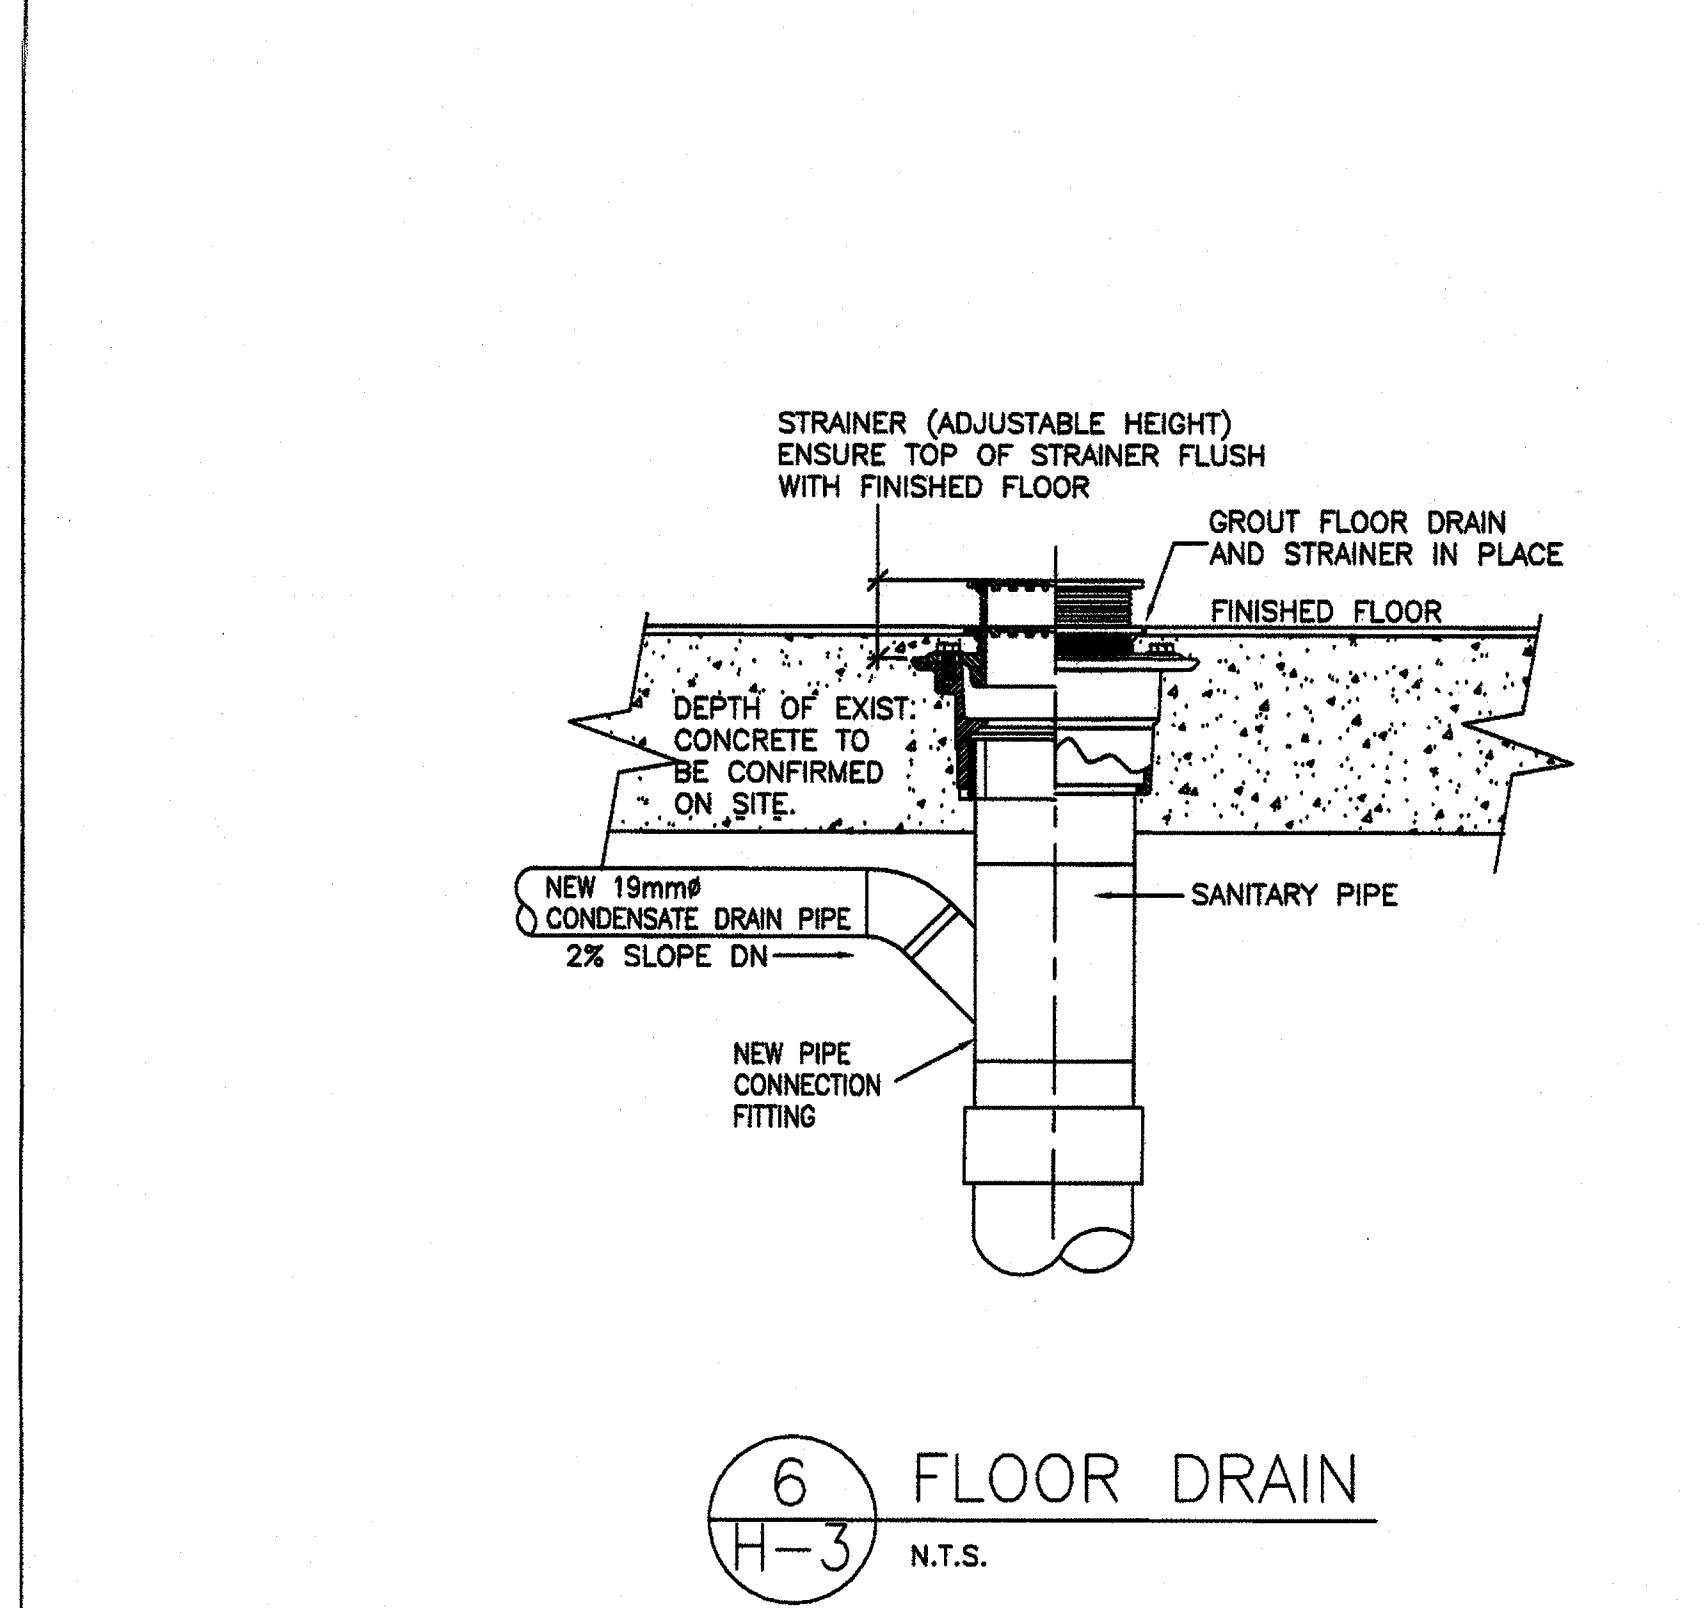 STRAINER (ADJUSTABLE HEIGHT)
ENSURE TOP OF STRAINER FLUSH
WITH FINISHED FLOOR
GROUT FLOOR DRAIN
AND STRAINER IN PLACE
FINISHED FLOOR
DEPTH OF EXIST.
CONCRETE TO
BE CONFIRMED
ON SITE.
NEW 19mmø
CONDENSATE DRAIN PIPE
2% SLOPE DN
SANITARY PIPE
NEW PIPE
CONNECTION
FITTING
6
H-3
FLOOR DRAIN
N.T.S.